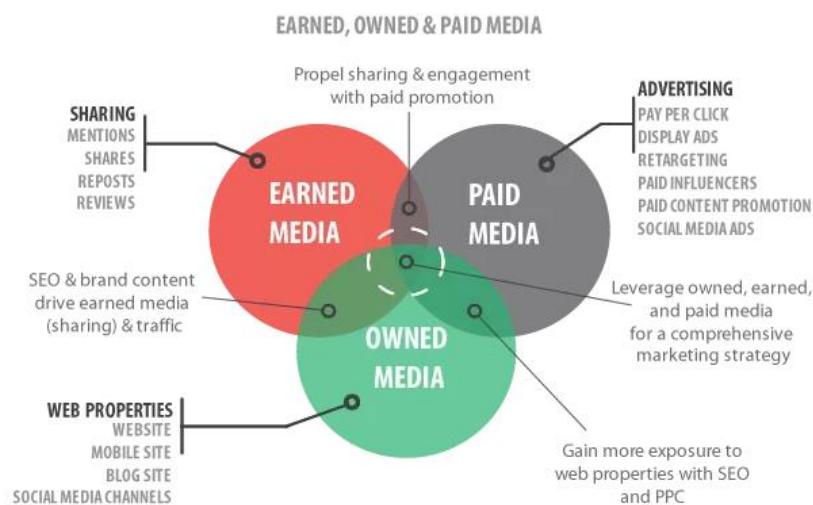 EARNED, OWNED & PAID MEDIA
Propel sharing & engagement
with paid promotion
SHARING
MENTIONS
SHARES
REPOSTS
REVIEWS
ADVERTISING
PAY PER CLICK
DISPLAY ADS
RETARGETING
PAID INFLUENCERS
PAID CONTENT PROMOTION
SOCIAL MEDIA ADS
EARNED
MEDIA
PAID
MEDIA
SEO & brand content
drive earned media
(sharing) & traffic
Leverage owned, earned,
and paid media
for a comprehensive
marketing strategy
OWNED
MEDIA
WEB PROPERTIES
WEBSITE
MOBILE SITE
BLOG SITE
SOCIAL MEDIA CHANNELS
Gain more exposure to
web properties with SEO
and PPC